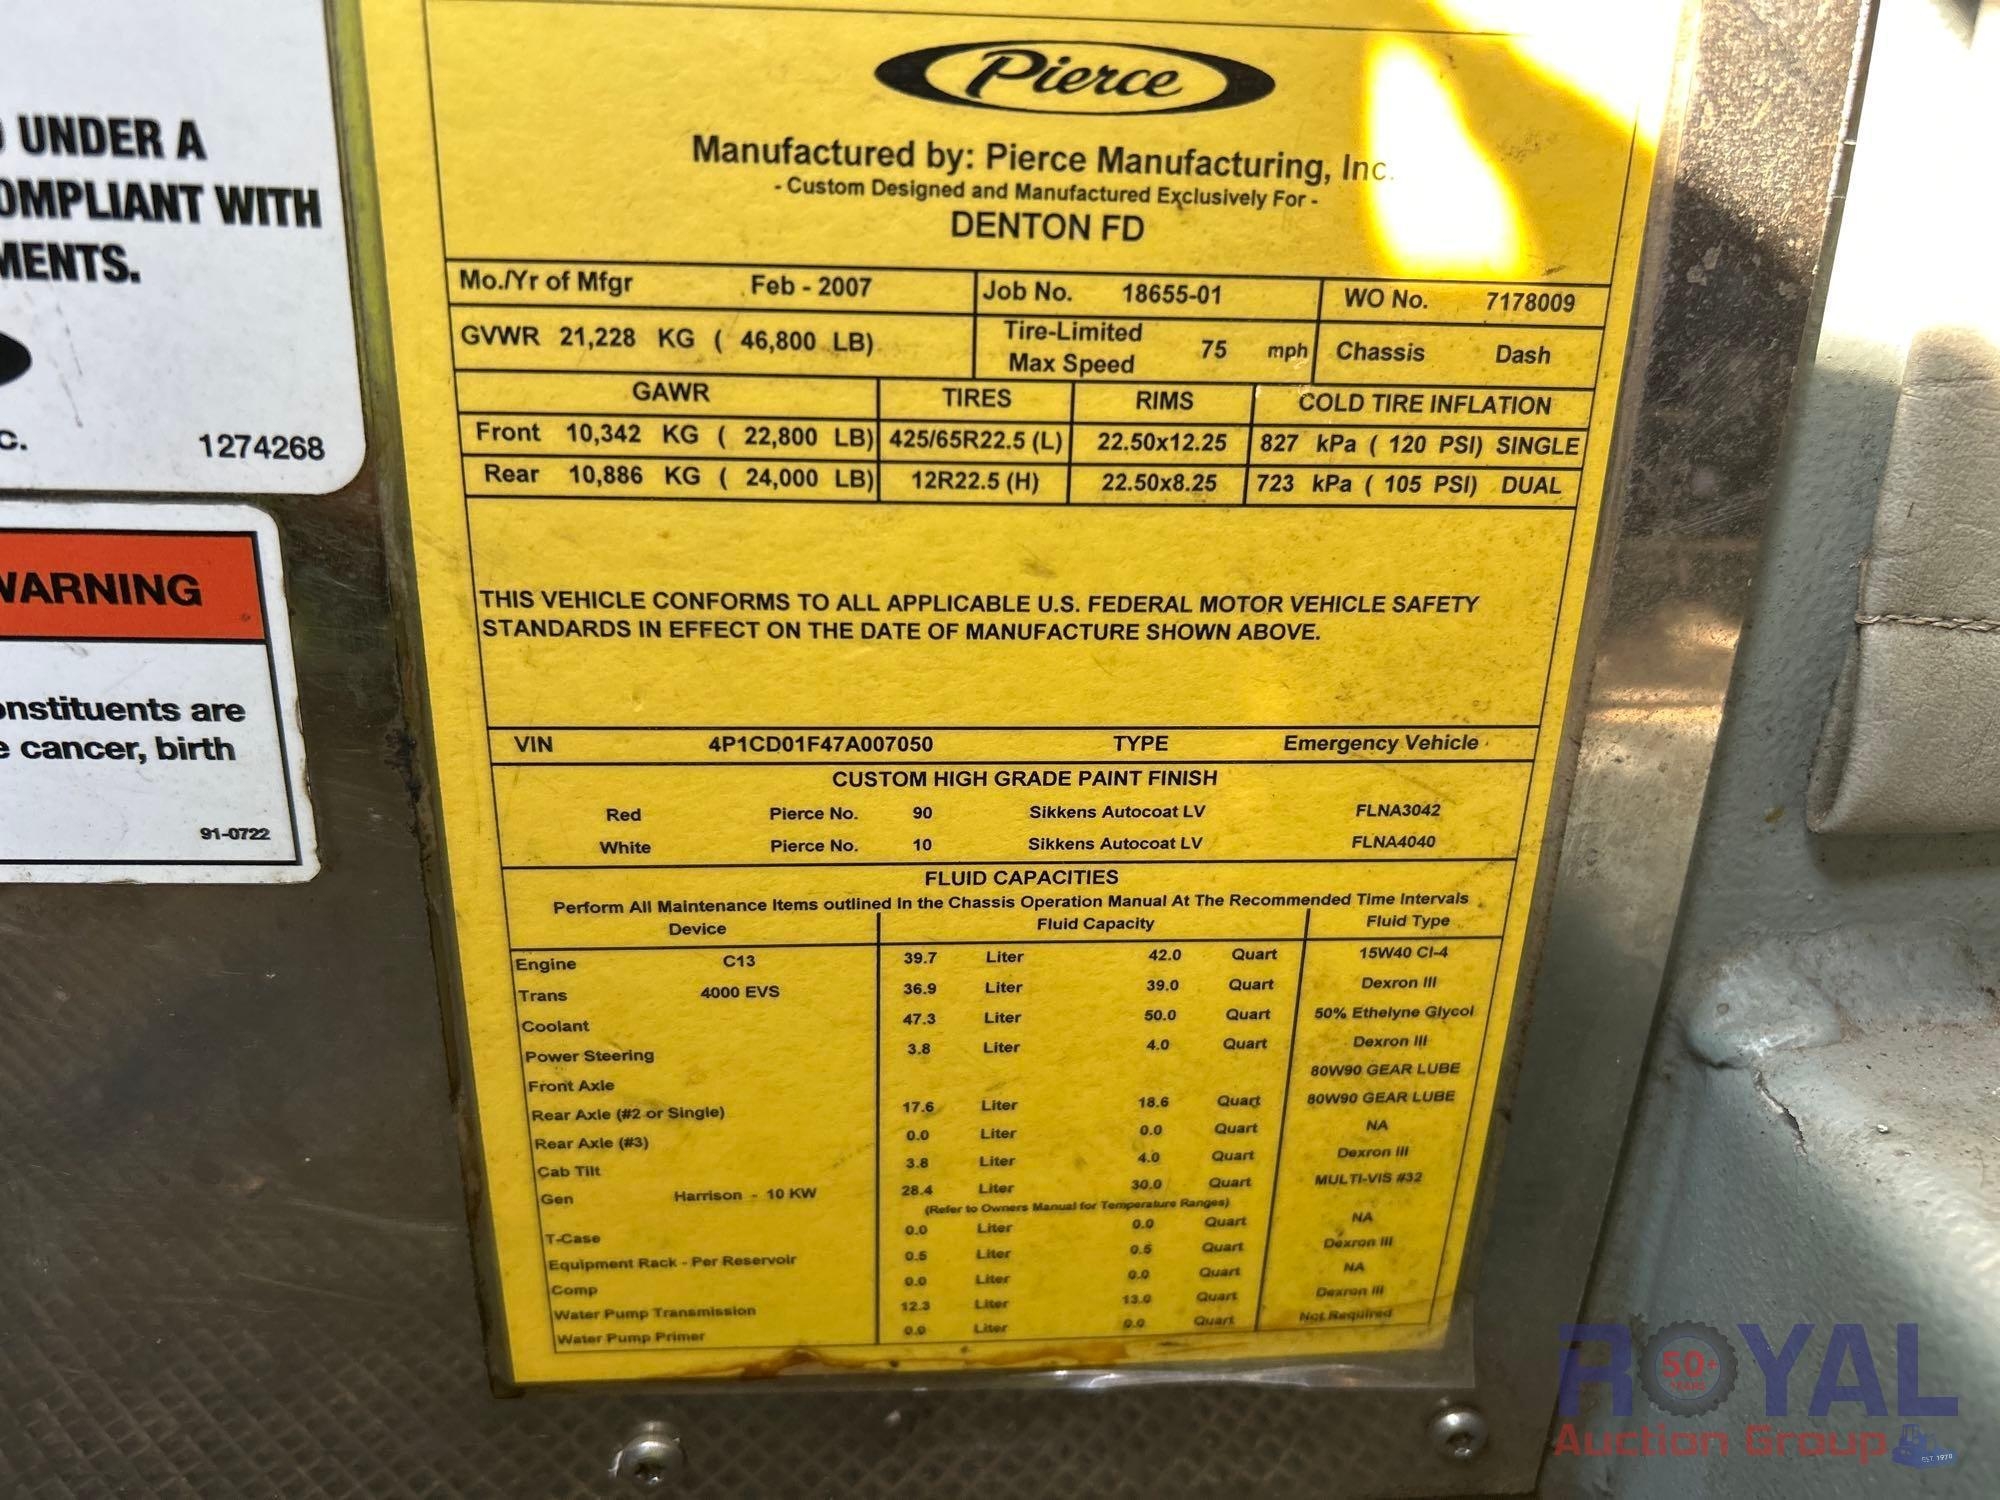 UNDER A
OMPLIANT WITH
MENTS.
C.
1274268
WARNING
onstituents are
e cancer, birth
91-0722
Pierce
Manufactured by: Pierce Manufacturing, Inc.
- Custom Designed and Manufactured Exclusively For -
DENTON FD
Mo./Yr of Mfgr Feb - 2007 Job No. 18655-01 WO No. 7178009
GVWR 21,228 KG ( 46,800 LB) Tire-Limited Max Speed 75 mph Chassis Dash
GAWR TIRES RIMS COLD TIRE INFLATION
Front 10,342 KG ( 22,800 LB) 425/65R22.5 (L) 22.50x12.25 827 kPa ( 120 PSI) SINGLE
Rear 10,886 KG ( 24,000 LB) 12R22.5 (H) 22.50x8.25 723 kPa ( 105 PSI) DUAL
THIS VEHICLE CONFORMS TO ALL APPLICABLE U.S. FEDERAL MOTOR VEHICLE SAFETY
STANDARDS IN EFFECT ON THE DATE OF MANUFACTURE SHOWN ABOVE.
VIN 4P1CD01F47A007050 TYPE Emergency Vehicle
CUSTOM HIGH GRADE PAINT FINISH
Red Pierce No. 90 Sikkens Autocoat LV FLNA3042
White Pierce No. 10 Sikkens Autocoat LV FLNA4040
FLUID CAPACITIES
Perform All Maintenance Items outlined In the Chassis Operation Manual At The Recommended Time Intervals
Device Fluid Capacity Fluid Type
Engine C13 39.7 Liter 42.0 Quart 15W40 CI-4
Trans 4000 EVS 36.9 Liter 39.0 Quart Dexron III
Coolant 47.3 Liter 50.0 Quart 50% Ethelyne Glycol
Power Steering 3.8 Liter 4.0 Quart Dexron III
Front Axle 80W90 GEAR LUBE
Rear Axle (#2 or Single) 17.6 Liter 18.6 Quart 80W90 GEAR LUBE
Rear Axle (#3) 0.0 Liter 0.0 Quart NA
Cab Tilt 3.8 Liter 4.0 Quart Dexron III
Gen Harrison - 10 KW 28.4 Liter 30.0 Quart MULTI-VIS #32
(Refer to Owners Manual for Temperature Ranges)
T-Case 0.0 Liter 0.0 Quart NA
Equipment Rack - Per Reservoir 0.5 Liter 0.5 Quart Dexron III
Comp 0.0 Liter 0.0 Quart NA
Water Pump Transmission 12.3 Liter 13.0 Quart Dexron III
Water Pump Primer 0.0 Liter 0.0 Quart Not Required
ROYAL
50+
YEARS
Auction Group
EST. 1970